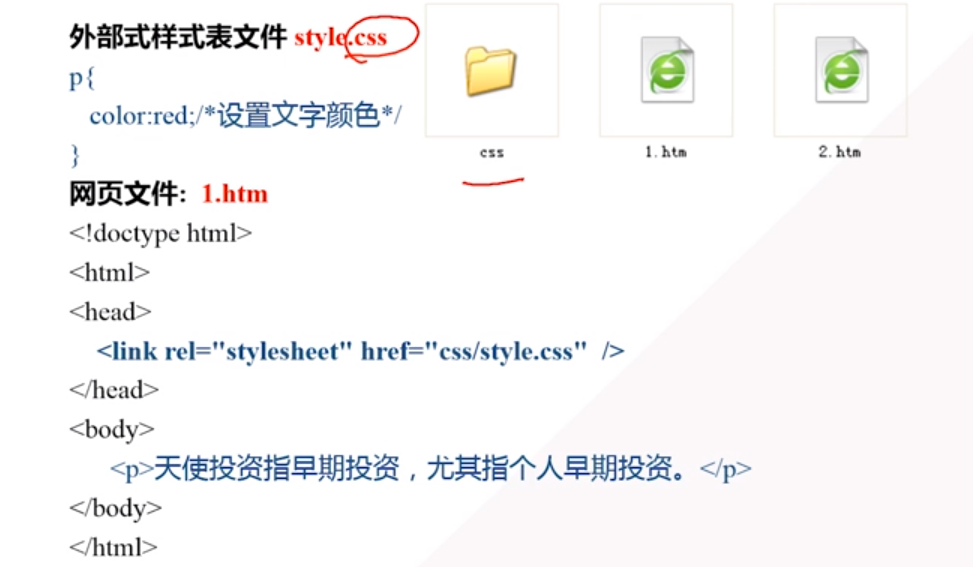 外部式样式表文件 style.css
p{
color:red;/*设置文字颜色*/
}
css
1.htm
2.htm
网页文件：1.htm
<!doctype html>
<html>
<head>
<link rel="stylesheet" href="css/style.css" />
</head>
<body>
<p>天使投资指早期投资，尤其指个人早期投资。</p>
</body>
</html>